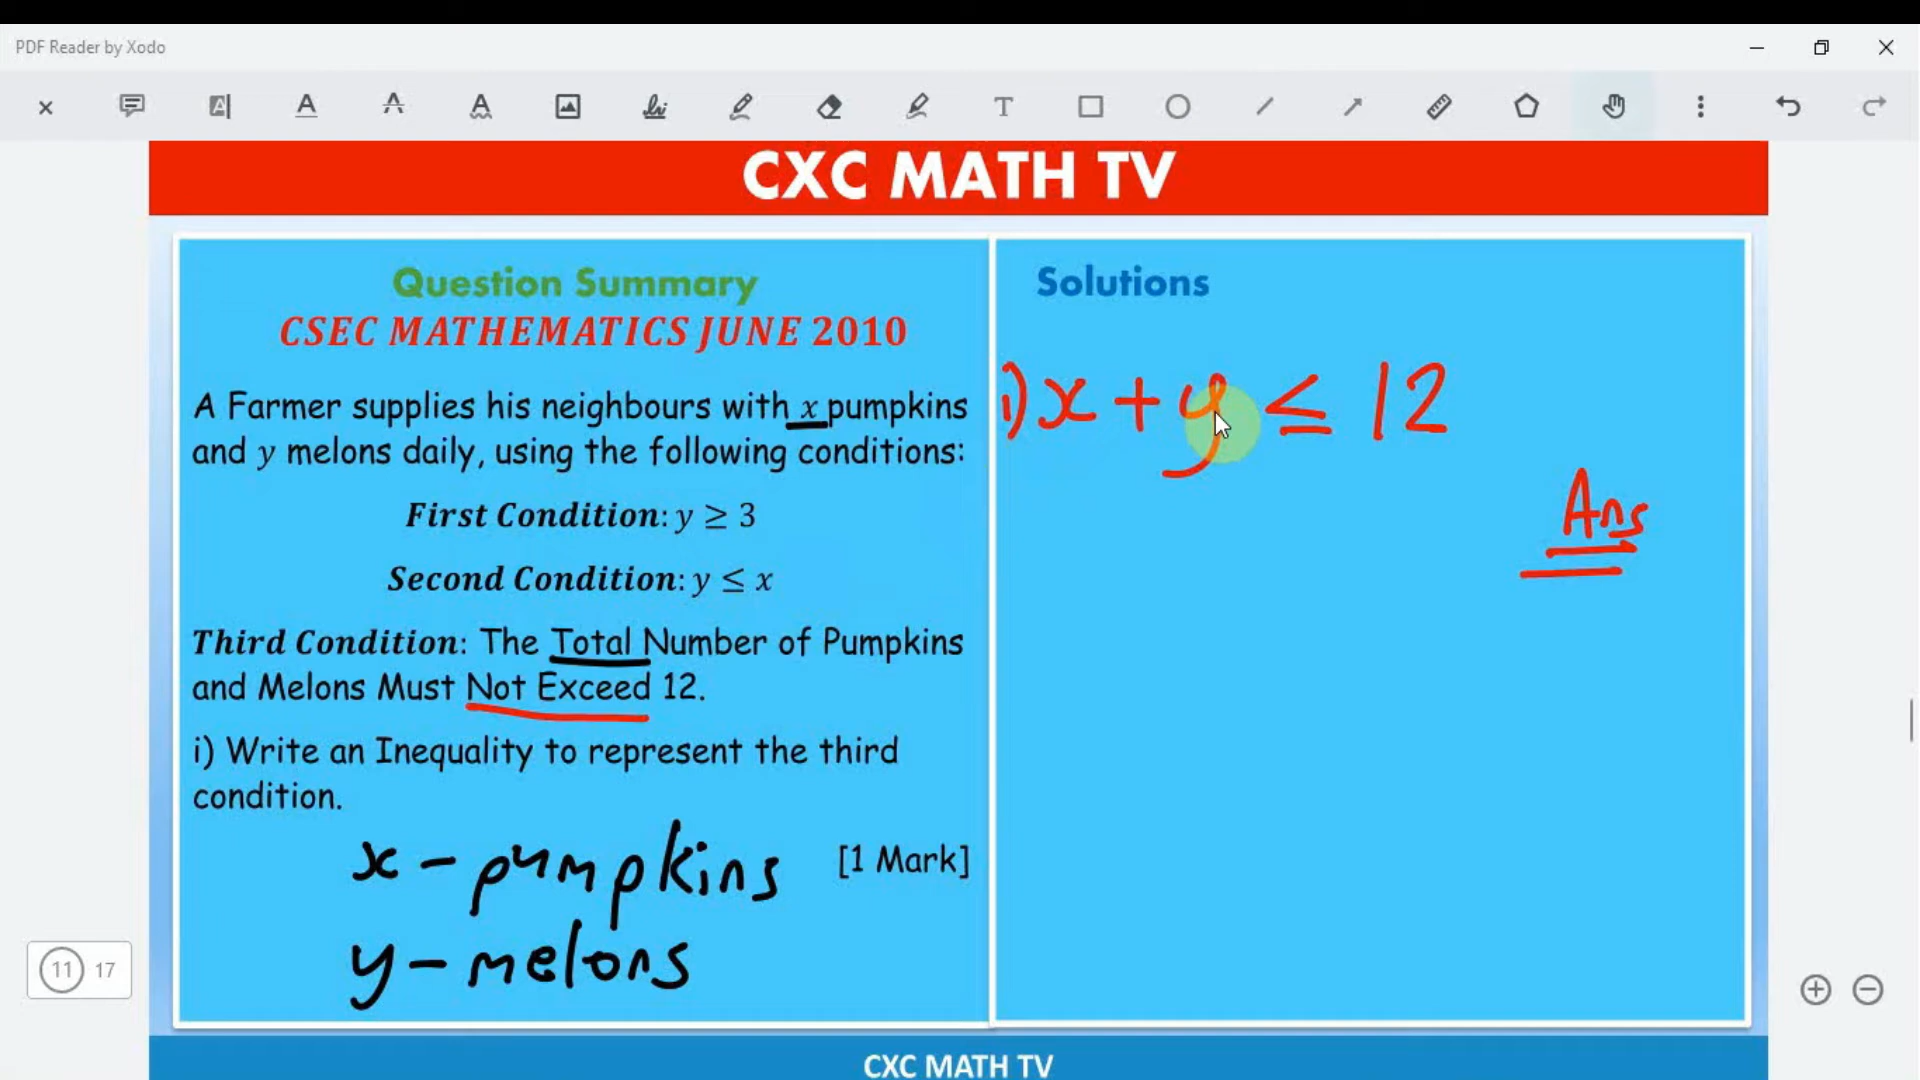 PDF Reader by Xodo
CXC MATH TV
Question Summary
CSEC MATHEMATICS JUNE 2010
A Farmer supplies his neighbours with x pumpkins
and y melons daily, using the following conditions:
First Condition: y ≥ 3
Second Condition: y ≤ x
Third Condition: The Total Number of Pumpkins
and Melons Must Not Exceed 12.
i) Write an Inequality to represent the third
condition.
[1 Mark]
x - pumpkins
y - melons
Solutions
i) x + y ≤ 12
Ans
11 17
CXC MATH TV